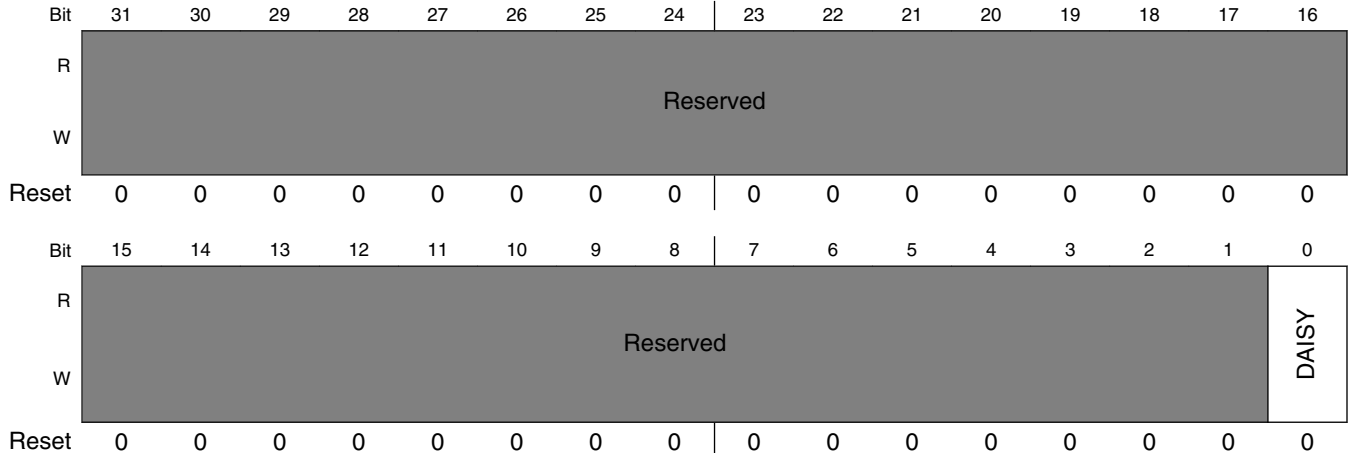 Bit 31 30 29 28 27 26 25 24 23 22 21 20 19 18 17 16
R
Reserved
W
Reset 0 0 0 0 0 0 0 0 0 0 0 0 0 0 0 0
Bit 15 14 13 12 11 10 9 8 7 6 5 4 3 2 1 0
R
Reserved
DAISY
W
Reset 0 0 0 0 0 0 0 0 0 0 0 0 0 0 0 0